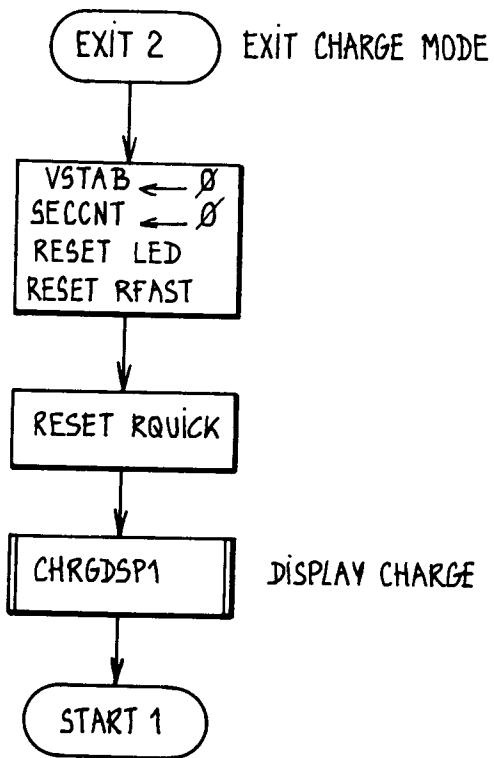 EXIT 2 EXIT CHARGE MODE
VSTAB ← Ø
SECCNT ← Ø
RESET LED
RESET RFAST
RESET RQUICK
CHRGDSP1 DISPLAY CHARGE
START 1